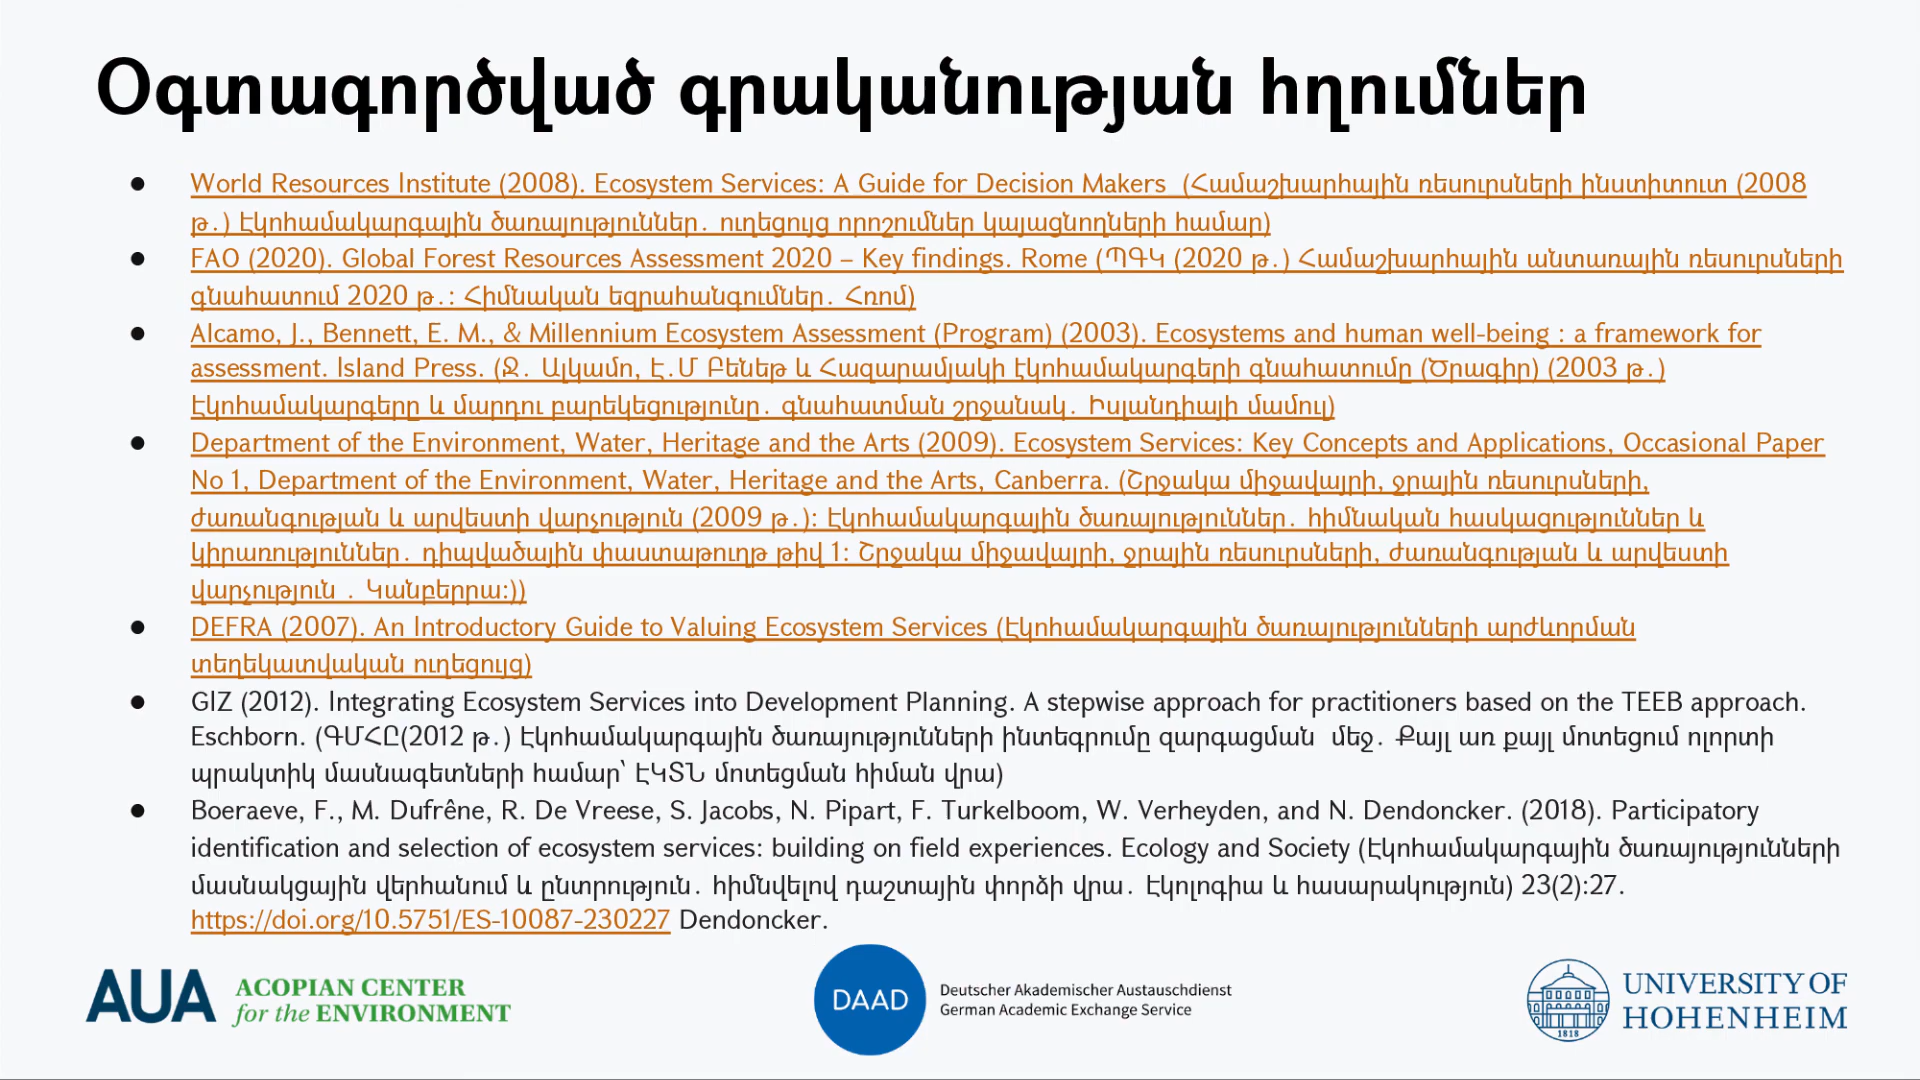 Օգտագործված գրականության հղումներ
● World Resources Institute (2008). Ecosystem Services: A Guide for Decision Makers (Համաշխարհային ռեսուրսների ինստիտուտ (2008
թ․) Էկոհամակարգային ծառայություններ․ ուղեցույց որոշումներ կայացնողների համար)
● FAO (2020). Global Forest Resources Assessment 2020 – Key findings. Rome (ՊԳԿ (2020 թ․) Համաշխարհային անտառային ռեսուրսների
գնահատում 2020 թ․: Հիմնական եզրահանգումներ․ Հռոմ)
● Alcamo, J., Bennett, E. M., & Millennium Ecosystem Assessment (Program) (2003). Ecosystems and human well-being : a framework for
assessment. Island Press. (Ջ․ Ալկամո, Է․Մ Բենեթ և Հազարամյակի էկոհամակարգերի գնահատումը (Ծրագիր) (2003 թ․)
Էկոհամակարգերը և մարդու բարեկեցությունը․ գնահատման շրջանակ․ Իսլանդիայի մամուլ)
● Department of the Environment, Water, Heritage and the Arts (2009). Ecosystem Services: Key Concepts and Applications, Occasional Paper
No 1, Department of the Environment, Water, Heritage and the Arts, Canberra. (Շրջակա միջավայրի, ջրային ռեսուրսների,
ժառանգության և արվեստի վարչություն (2009 թ․): Էկոհամակարգային ծառայություններ․ հիմնական հասկացություններ և
կիրառություններ․ դիպվածային փաստաթուղթ թիվ 1: Շրջակա միջավայրի, ջրային ռեսուրսների, ժառանգության և արվեստի
վարչություն ․ Կանբերրա:))
● DEFRA (2007). An Introductory Guide to Valuing Ecosystem Services (Էկոհամակարգային ծառայությունների արժևորման
տեղեկատվական ուղեցույց)
● GIZ (2012). Integrating Ecosystem Services into Development Planning. A stepwise approach for practitioners based on the TEEB approach.
Eschborn. (ԳՄՀԸ(2012 թ․) Էկոհամակարգային ծառայությունների ինտեգրումը զարգացման մեջ․ Քայլ առ քայլ մոտեցում ոլորտի
պրակտիկ մասնագետների համար՝ ԷԿՏՆ մոտեցման հիման վրա)
● Boeraeve, F., M. Dufrêne, R. De Vreese, S. Jacobs, N. Pipart, F. Turkelboom, W. Verheyden, and N. Dendoncker. (2018). Participatory
identification and selection of ecosystem services: building on field experiences. Ecology and Society (Էկոհամակարգային ծառայությունների
մասնակցային վերհանում և ընտրություն․ հիմնվելով դաշտային փորձի վրա․ Էկոլոգիա և հասարակություն) 23(2):27.
https://doi.org/10.5751/ES-10087-230227 Dendoncker.
AUA ACOPIAN CENTER
for the ENVIRONMENT
DAAD
Deutscher Akademischer Austauschdienst
German Academic Exchange Service
1818
UNIVERSITY OF
HOHENHEIM